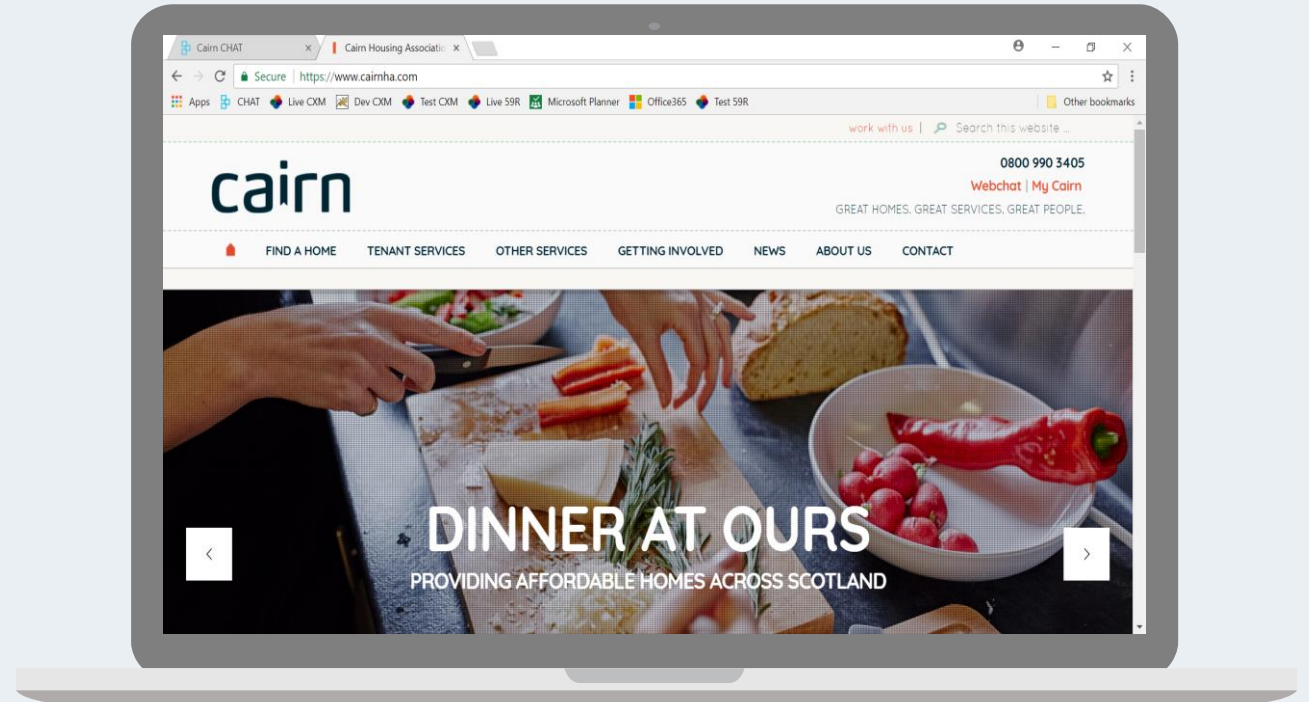 Cairn CHAT
Cairn Housing Associatio
Secure | https://www.cairnha.com
Apps CHAT Live CXM Dev CXM Test CXM Live 59R Microsoft Planner Office365 Test 59R Other bookmarks
work with us | Search this website ...
cairn
0800 990 3405
Webchat | My Cairn
GREAT HOMES. GREAT SERVICES. GREAT PEOPLE.
FIND A HOME TENANT SERVICES OTHER SERVICES GETTING INVOLVED NEWS ABOUT US CONTACT
DINNER AT OURS
PROVIDING AFFORDABLE HOMES ACROSS SCOTLAND